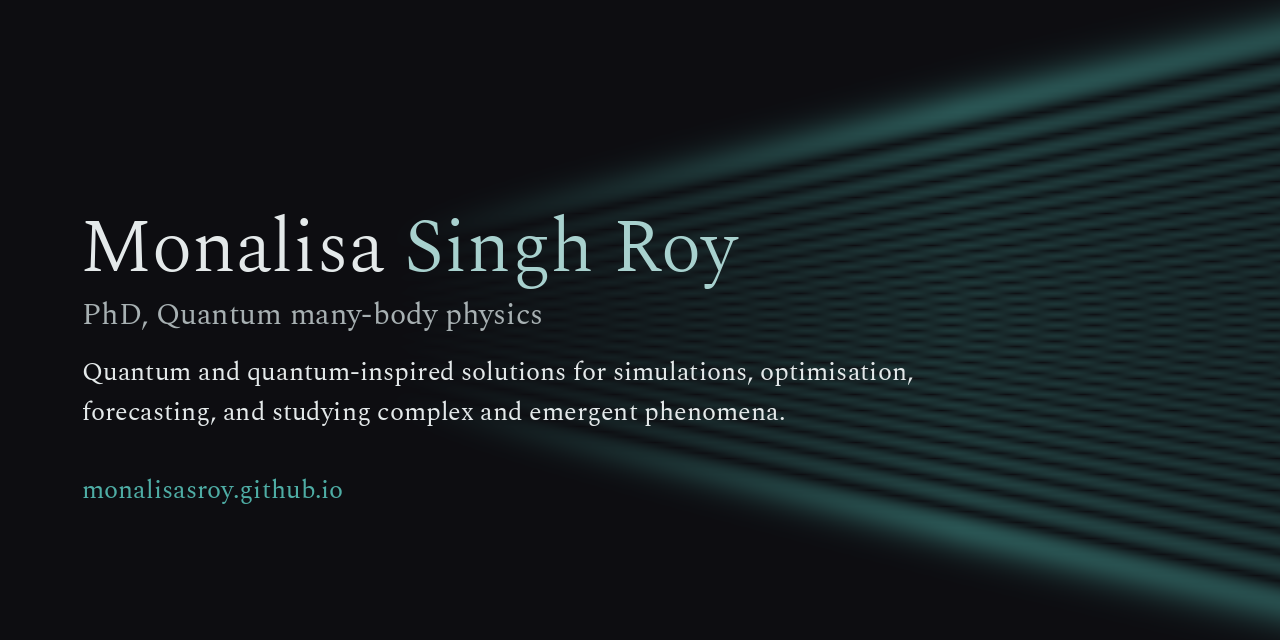 Monalisa Singh Roy
PhD, Quantum many-body physics
Quantum and quantum-inspired solutions for simulations, optimisation,
forecasting, and studying complex and emergent phenomena.
monalisasroy.github.io